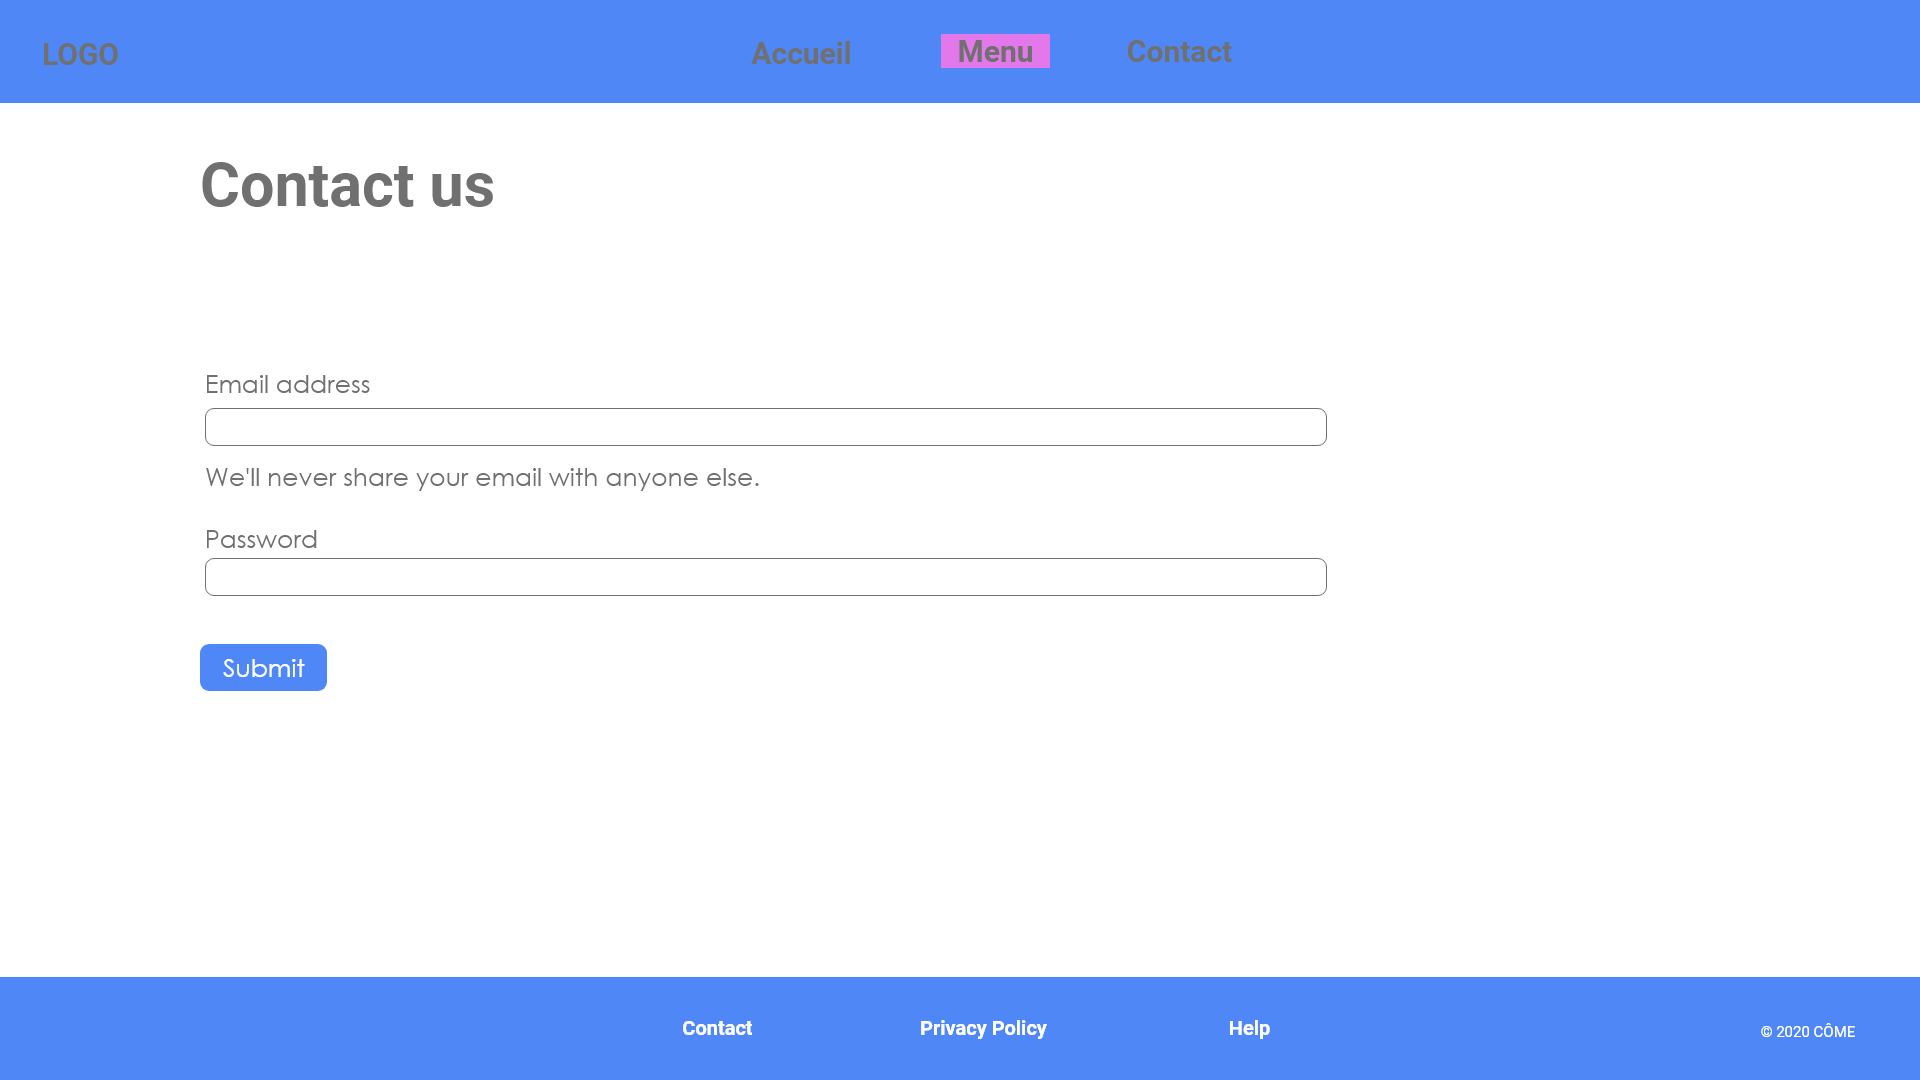 LOGO
Accueil
Menu
Contact
Contact us
Email address
We'll never share your email with anyone else.
Password
Submit
Contact
Privacy Policy
Help
© 2020 CÔME